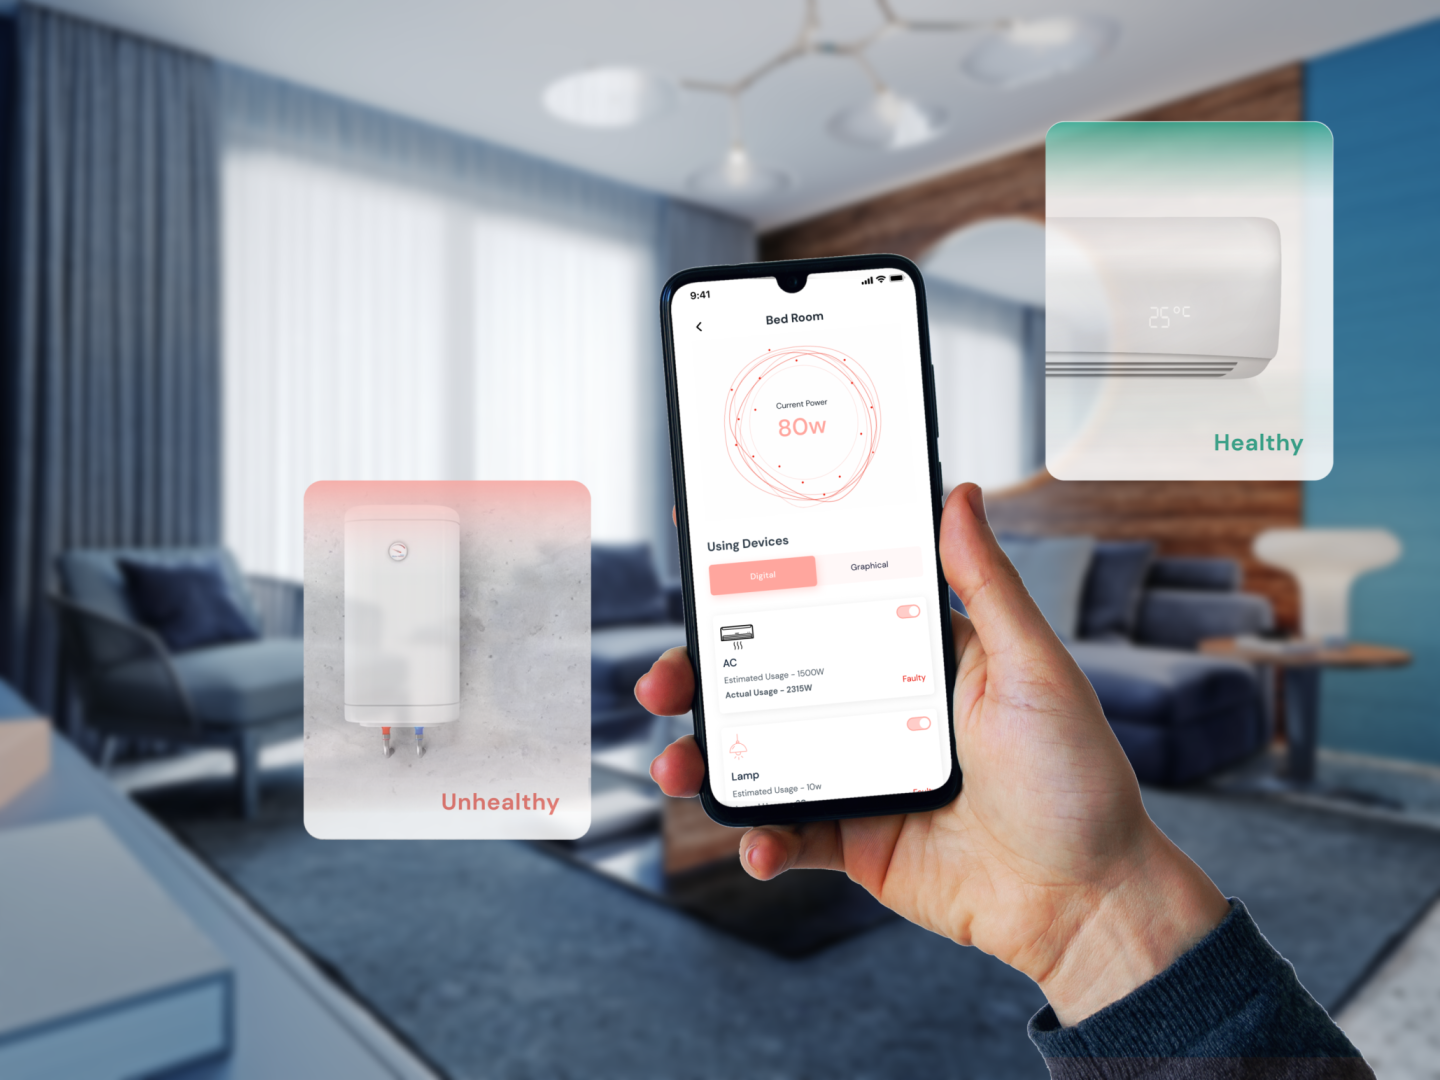 9:41
Bed Room
Current Power
80w
Using Devices
Digital
Graphical
AC
Estimated Usage - 1500W
Actual Usage - 2315W
Faulty
Lamp
Estimated Usage - 10w
25°C
Healthy
Unhealthy